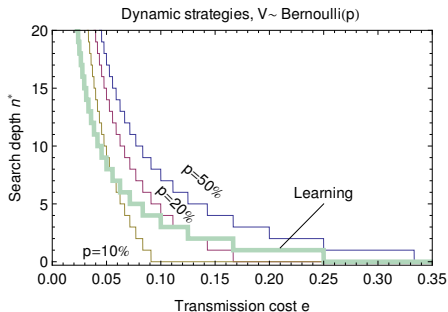 Dynamic strategies, V~ Bernoulli(p)
20
15
10
5
0
Search depth n*
p=50%
p=20%
p=10%
Learning
0.00 0.05 0.10 0.15 0.20 0.25 0.30 0.35
Transmission cost e